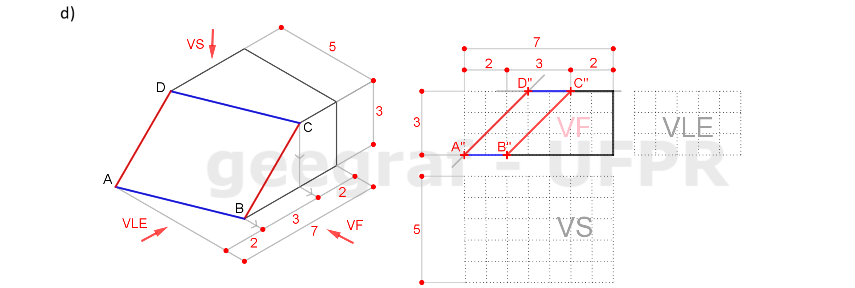 d)
VS
5
7
2 3 2
D
D" C"
3
C
3
VF
VLE
A" B"
A
geegraf - UFPR
B
2
3
VLE
VF
2
7
5
VS